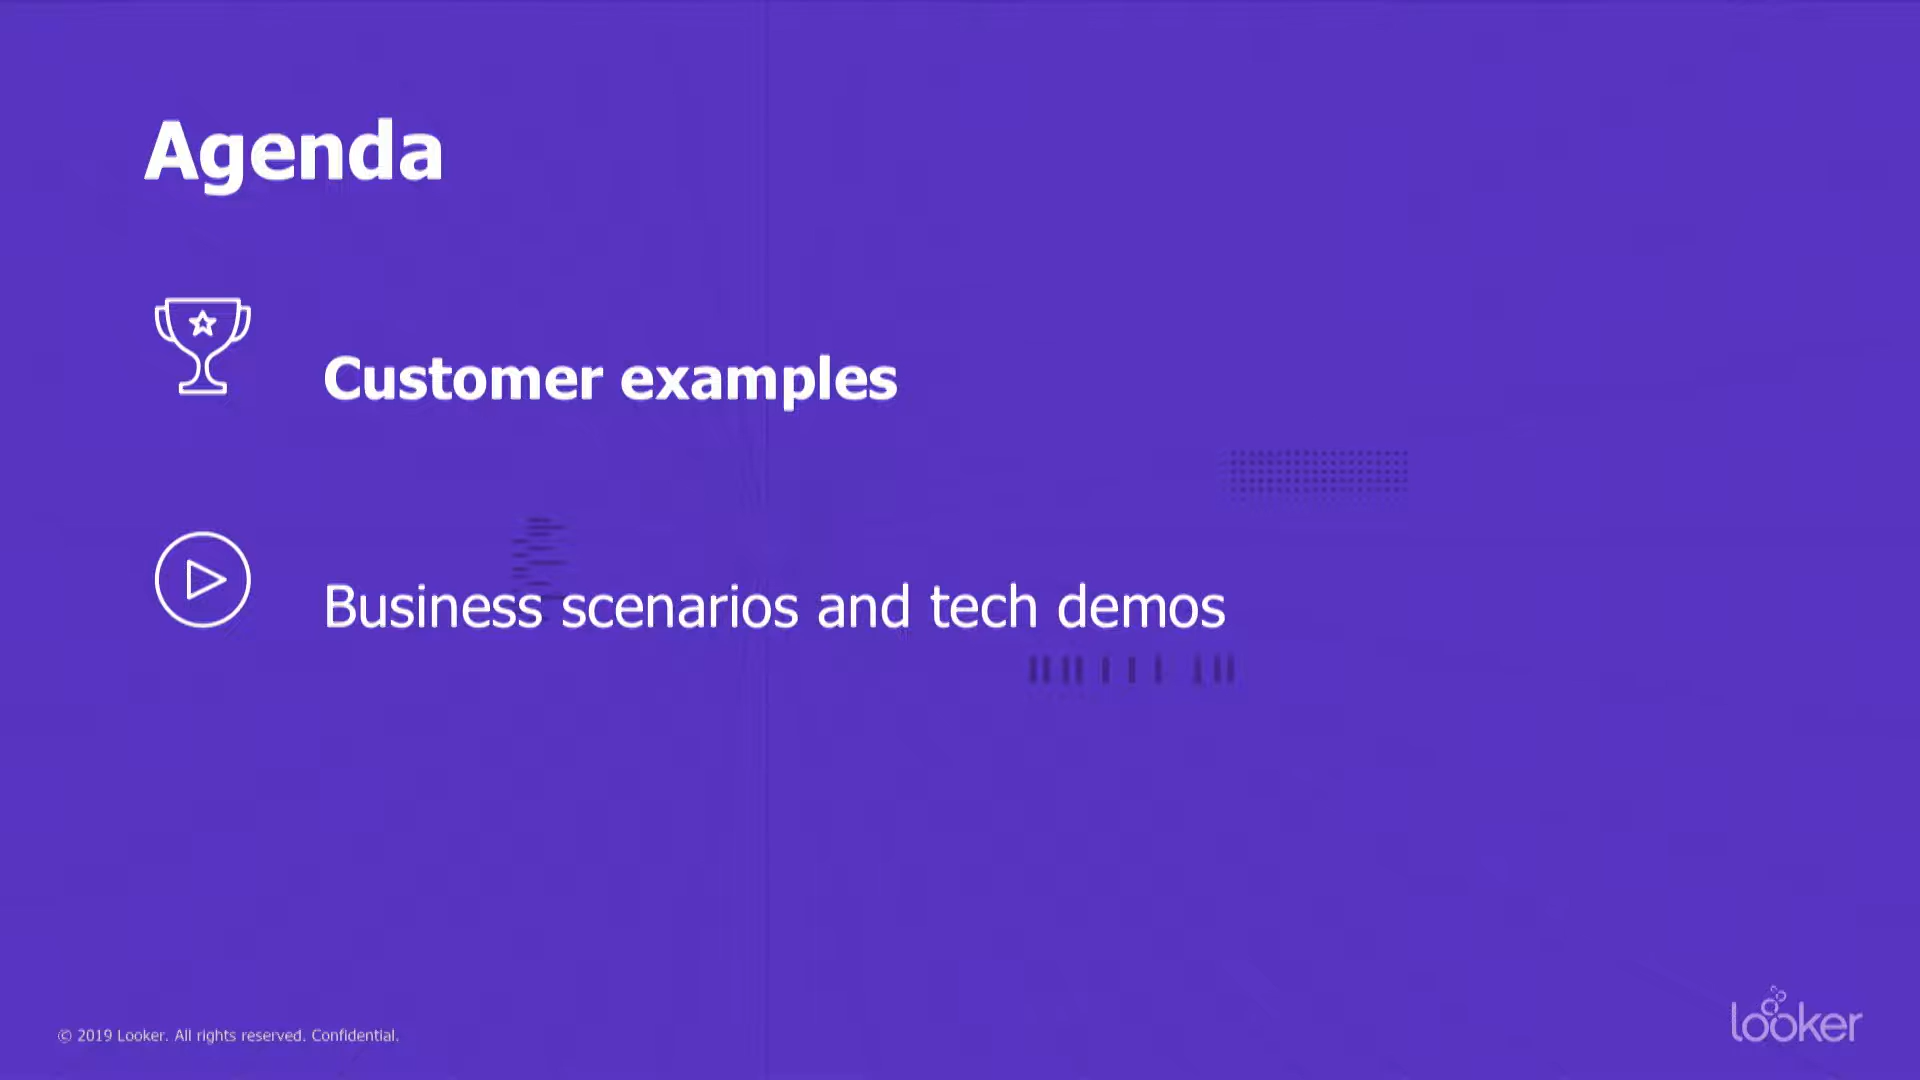 Agenda
Customer examples
Business scenarios and tech demos
© 2019 Looker. All rights reserved. Confidential.
looker